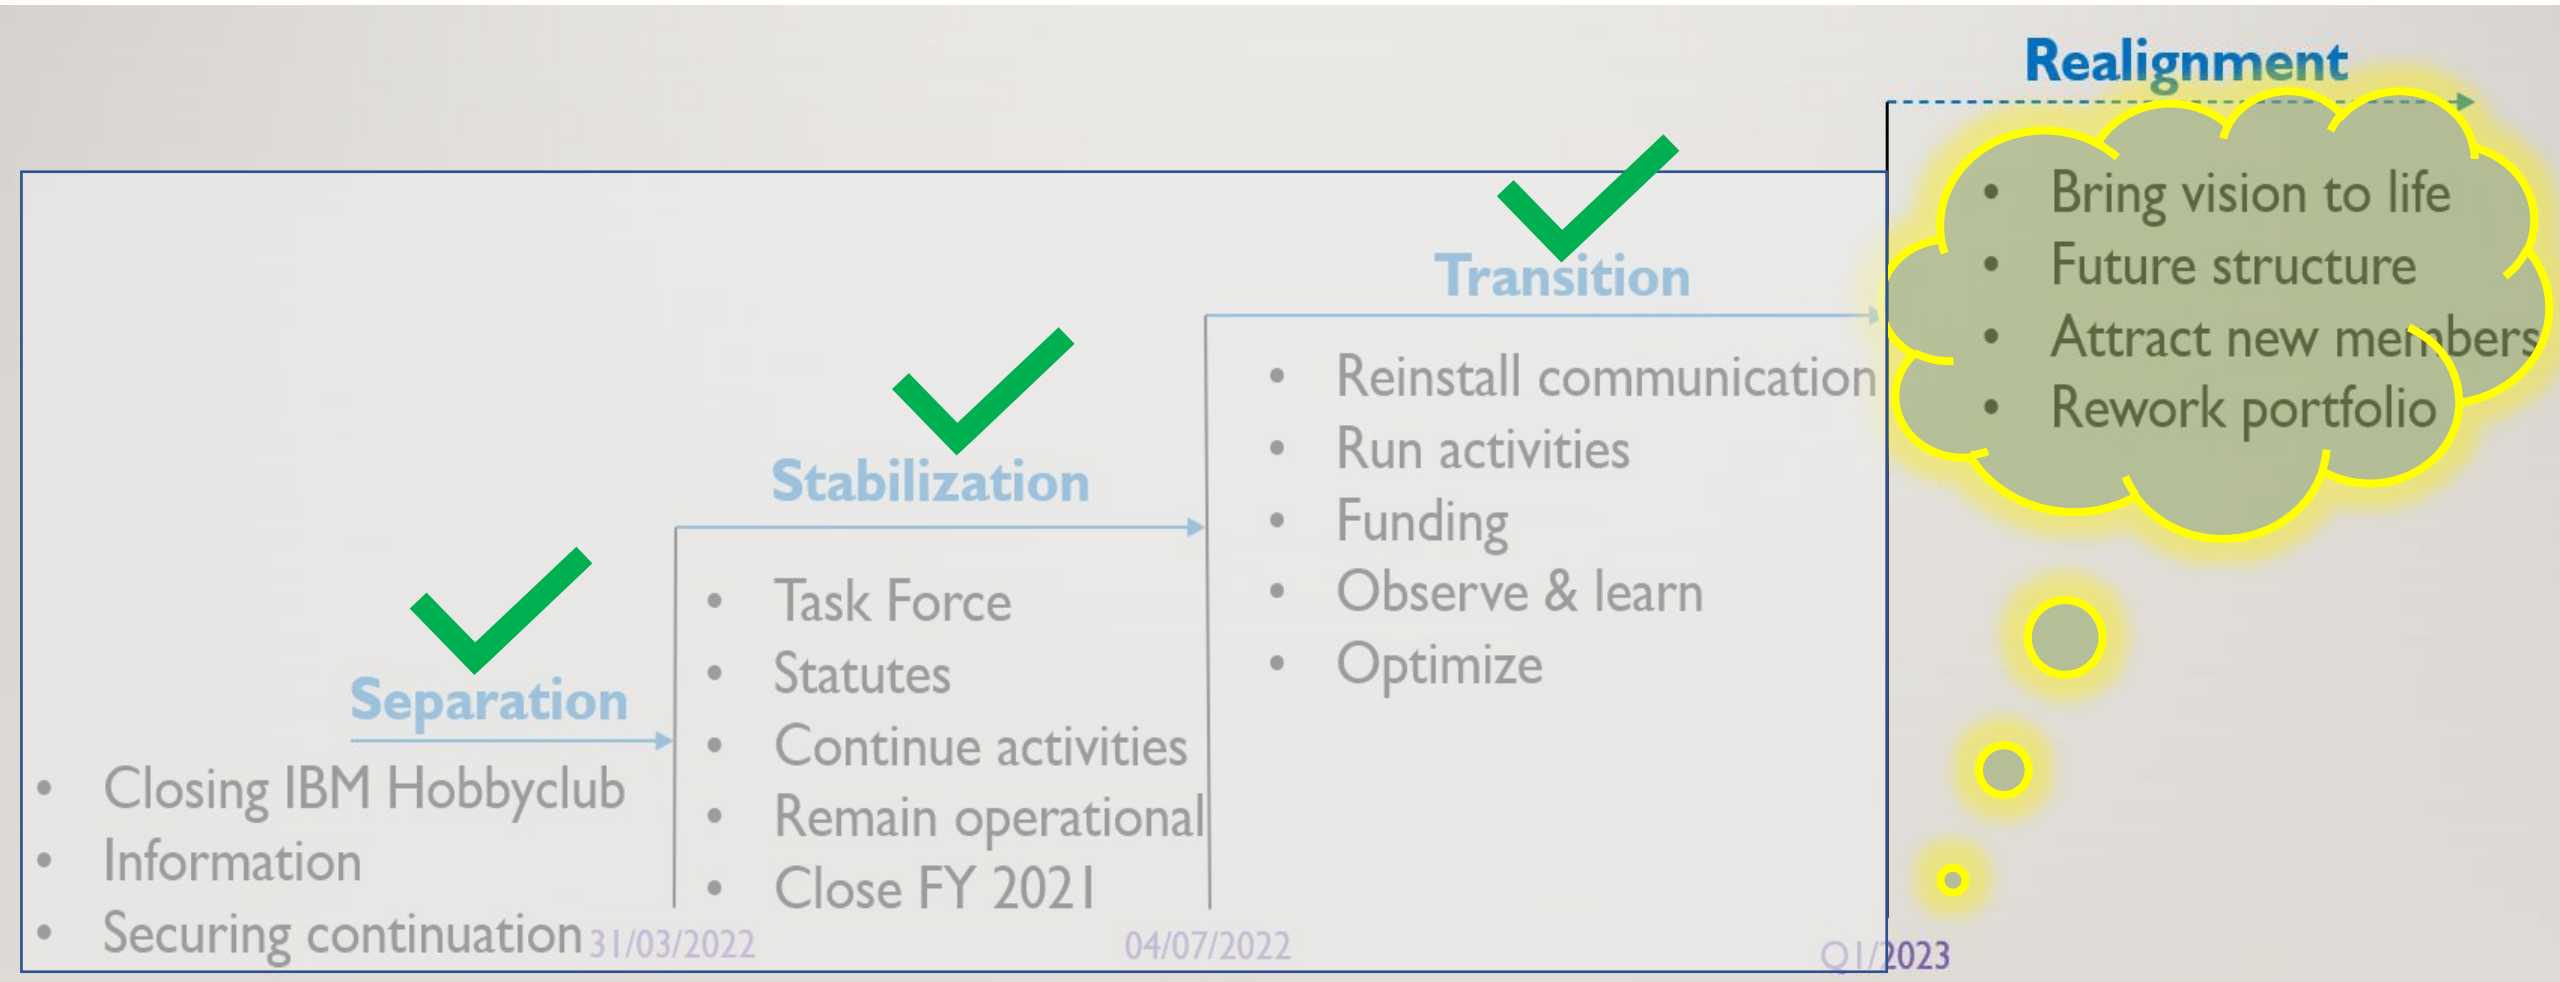 Realignment
• Bring vision to life
• Future structure
• Attract new members
• Rework portfolio
Transition
• Reinstall communication
• Run activities
• Funding
• Observe & learn
• Optimize
Stabilization
• Task Force
• Statutes
• Continue activities
• Remain operational
• Close FY 2021
Separation
• Closing IBM Hobbyclub
• Information
• Securing continuation
31/03/2022
04/07/2022
Q1/2023